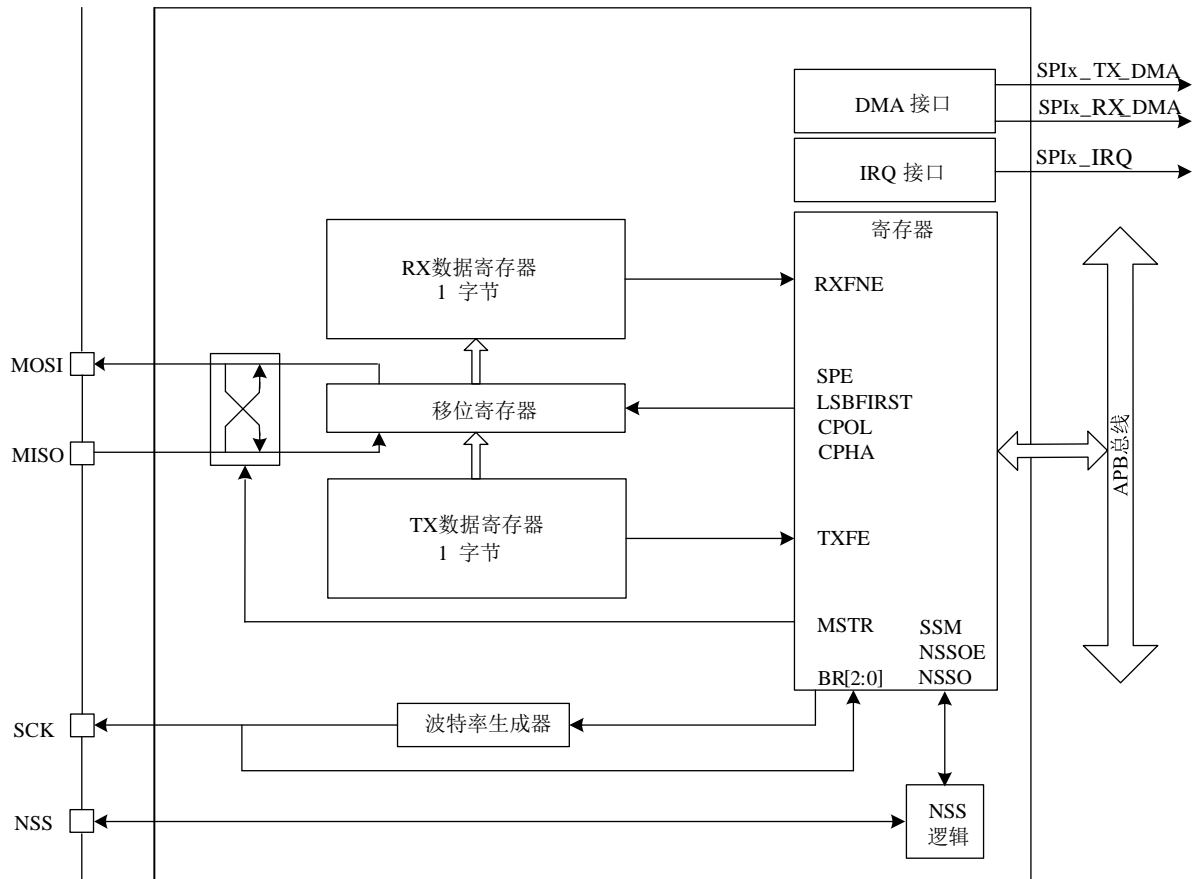 SPIx_TX_DMA
DMA 接口
SPIx_RX_DMA
IRQ 接口
SPIx_IRQ
寄存器
RX数据寄存器
1 字节
RXFNE
MOSI
移位寄存器
SPE
LSBFIRST
CPOL
CPHA
MISO
APB总线
TX数据寄存器
1 字节
TXFE
MSTR
SSM
NSSOE
BR[2:0]
NSSO
SCK
波特率生成器
NSS
NSS
逻辑